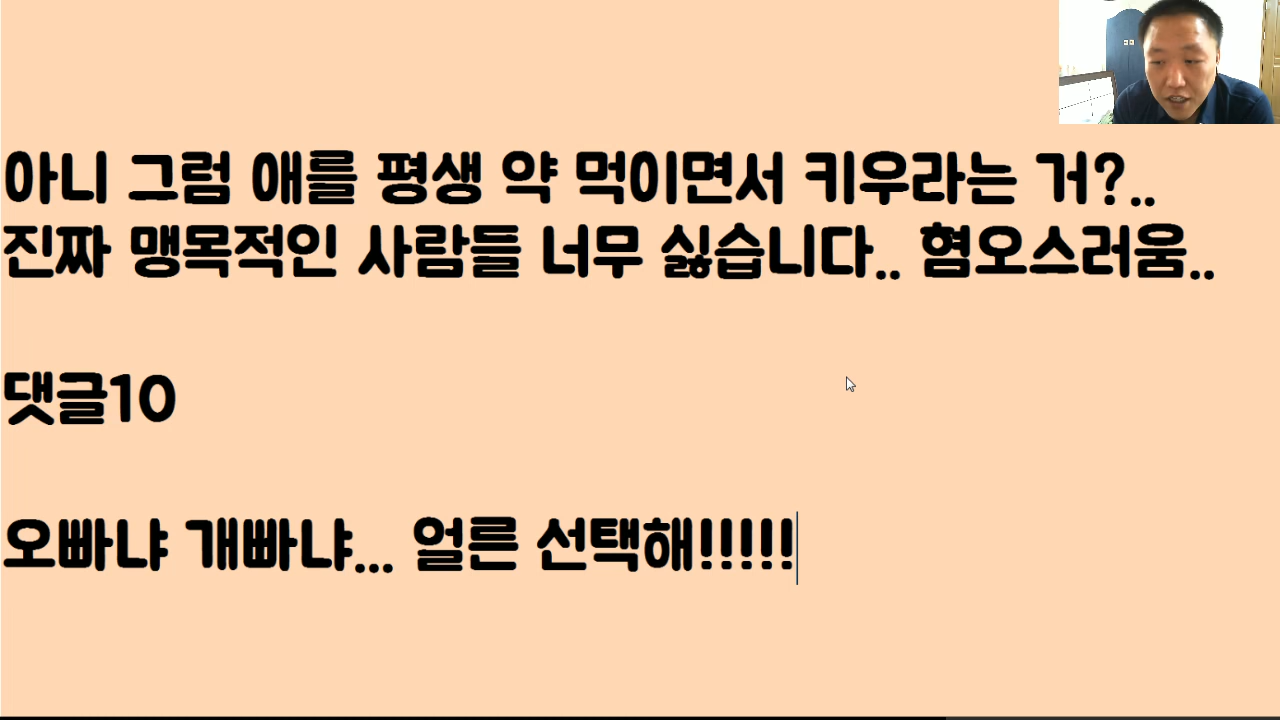 아니 그럼 애를 평생 약 먹이면서 키우라는 거?..
진짜 맹목적인 사람들 너무 싫습니다.. 혐오스러움..
댓글10
오빠냐 개빠냐... 얼른 선택해!!!!!